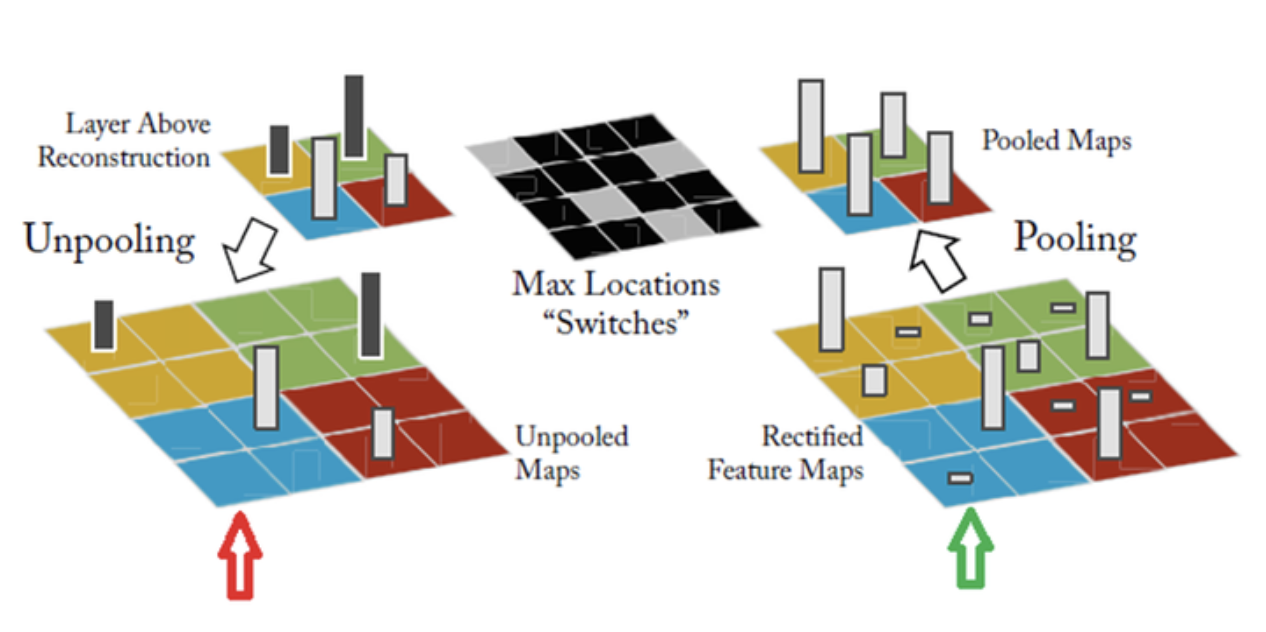 Layer Above
Reconstruction
Pooled Maps
Unpooling
Pooling
Max Locations
“Switches”
Unpooled
Maps
Rectified
Feature Maps